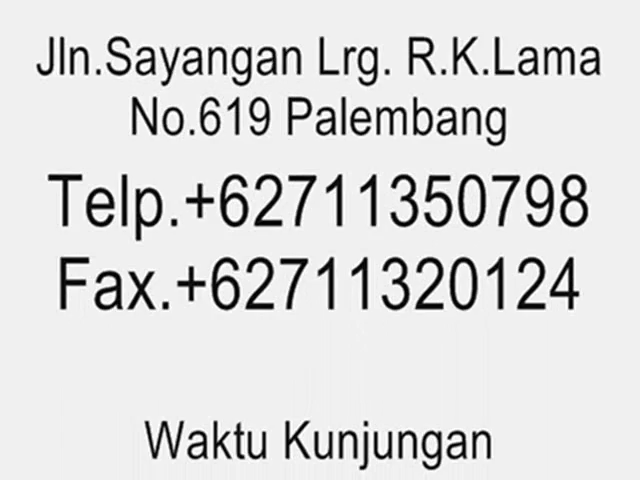 Jln.Sayangan Lrg. R.K.Lama
No.619 Palembang
Telp.+62711350798
Fax.+62711320124
Waktu Kunjungan